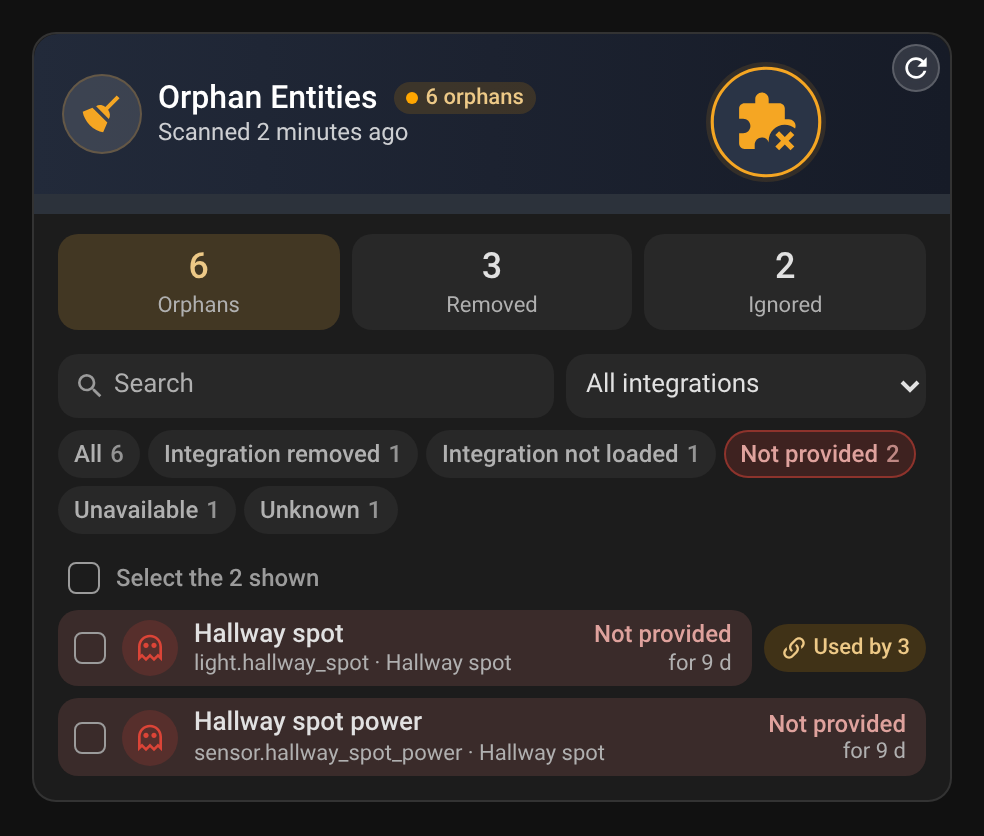 Orphan Entities
6 orphans
Scanned 2 minutes ago
6
Orphans
3
Removed
2
Ignored
Search
All integrations
All 6
Integration removed 1
Integration not loaded 1
Not provided 2
Unavailable 1
Unknown 1
Select the 2 shown
Hallway spot
light.hallway_spot · Hallway spot
Not provided
for 9 d
Used by 3
Hallway spot power
sensor.hallway_spot_power · Hallway spot
Not provided
for 9 d